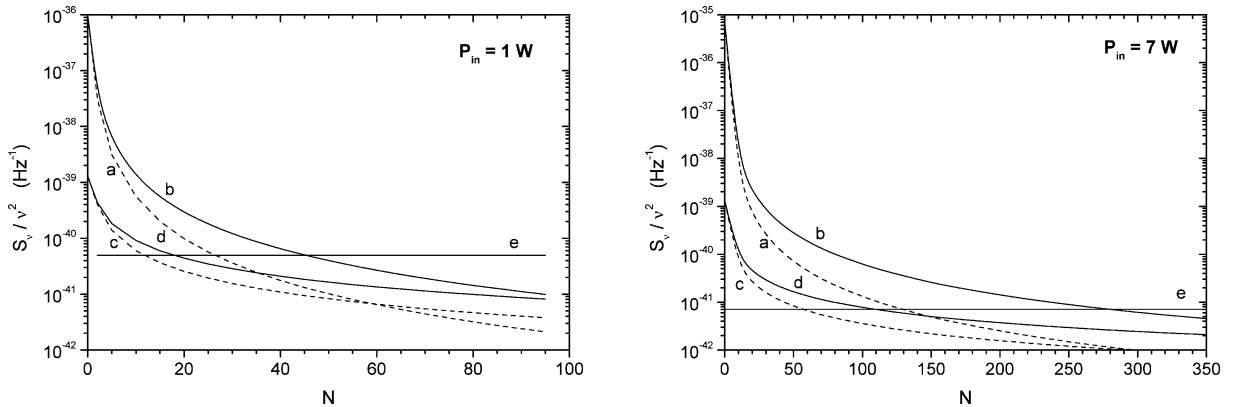 P_in = 1 W
S_ν / ν² (Hz⁻¹)
10⁻³⁶
10⁻³⁷
10⁻³⁸
10⁻³⁹
10⁻⁴⁰
10⁻⁴¹
10⁻⁴²
a
b
c
d
e
0 20 40 60 80 100
N
P_in = 7 W
S_ν / ν² (Hz⁻¹)
10⁻³⁵
10⁻³⁶
10⁻³⁷
10⁻³⁸
10⁻³⁹
10⁻⁴⁰
10⁻⁴¹
10⁻⁴²
a
b
c
d
e
0 50 100 150 200 250 300 350
N